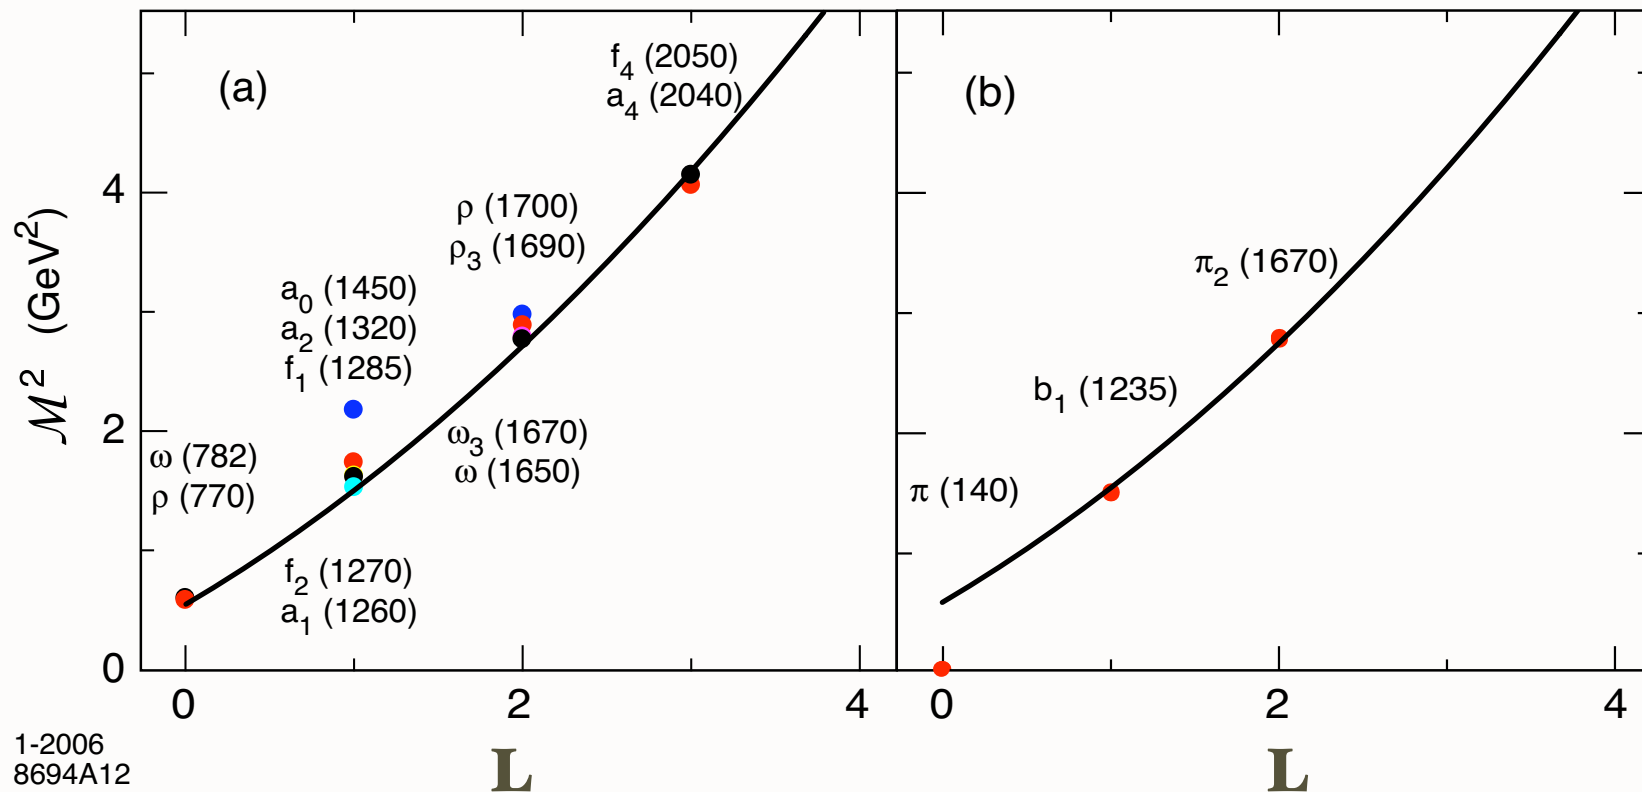 (a)
f₄ (2050)
a₄ (2040)
ρ (1700)
ρ₃ (1690)
a₀ (1450)
a₂ (1320)
f₁ (1285)
ω (782)
ρ (770)
ω₃ (1670)
ω (1650)
f₂ (1270)
a₁ (1260)
4
2
0
ℳ² (GeV²)
0 2 4
L
(b)
π₂ (1670)
b₁ (1235)
π (140)
0 2 4
L
1-2006
8694A12